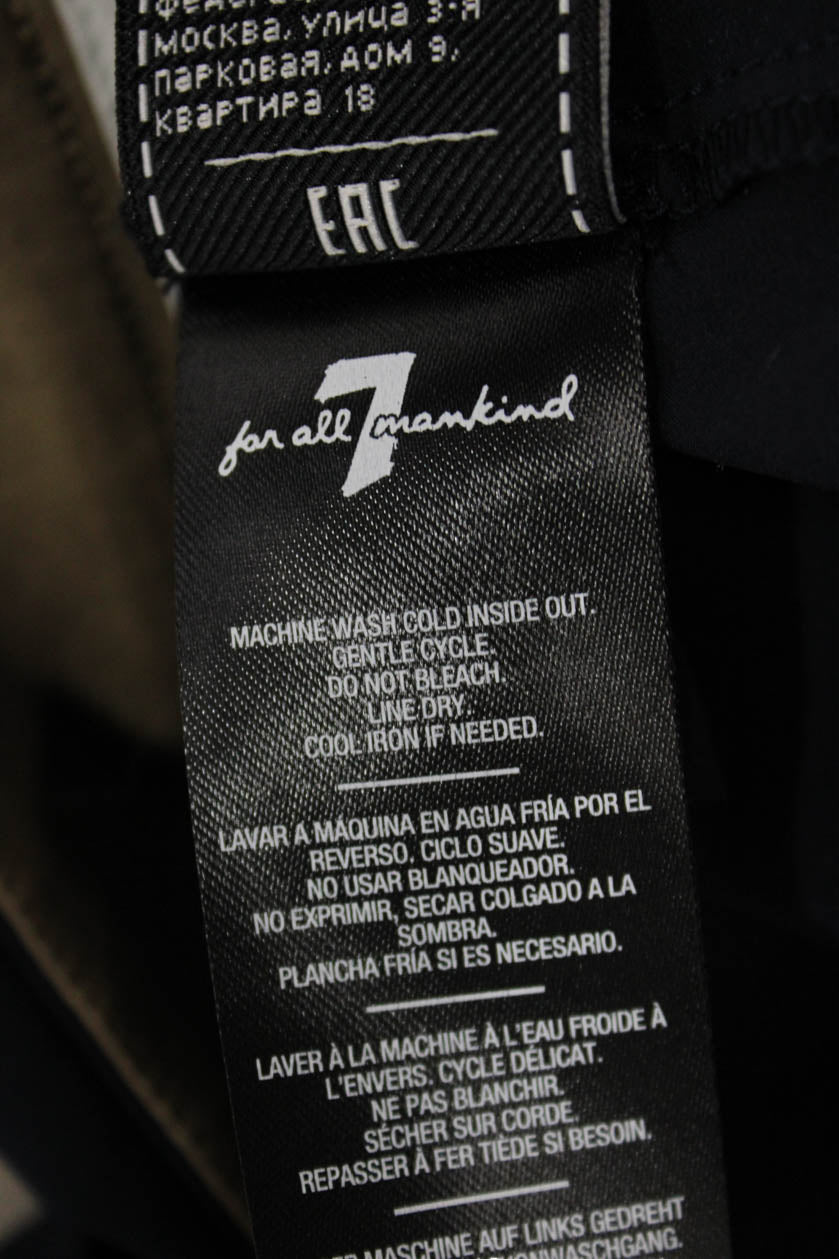 МОСКВА, УЛИЦА 3-Я
ПАРКОВАЯ, ДОМ 9,
КВАРТИРА 18
EAC
7
for all mankind
MACHINE WASH COLD INSIDE OUT.
GENTLE CYCLE.
DO NOT BLEACH.
LINE DRY.
COOL IRON IF NEEDED.
LAVAR A MÁQUINA EN AGUA FRÍA POR EL
REVERSO. CICLO SUAVE.
NO USAR BLANQUEADOR.
NO EXPRIMIR, SECAR COLGADO A LA
SOMBRA.
PLANCHA FRÍA SI ES NECESARIO.
LAVER À LA MACHINE À L'EAU FROIDE À
L'ENVERS. CYCLE DÉLICAT.
NE PAS BLANCHIR.
SÉCHER SUR CORDE.
REPASSER À FER TIÈDE SI BESOIN.
MASCHINE AUF LINKS GEDREHT